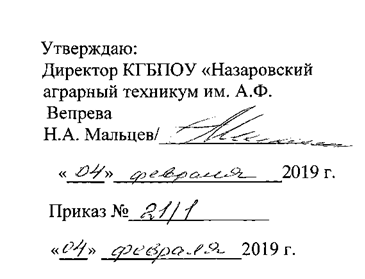 Утверждаю:
Директор КГБПОУ «Назаровский
аграрный техникум им. А.Ф.
Вепрева
Н.А. Мальцев/
«04» февраля 2019 г.
Приказ № 21/1
«04» февраля 2019 г.